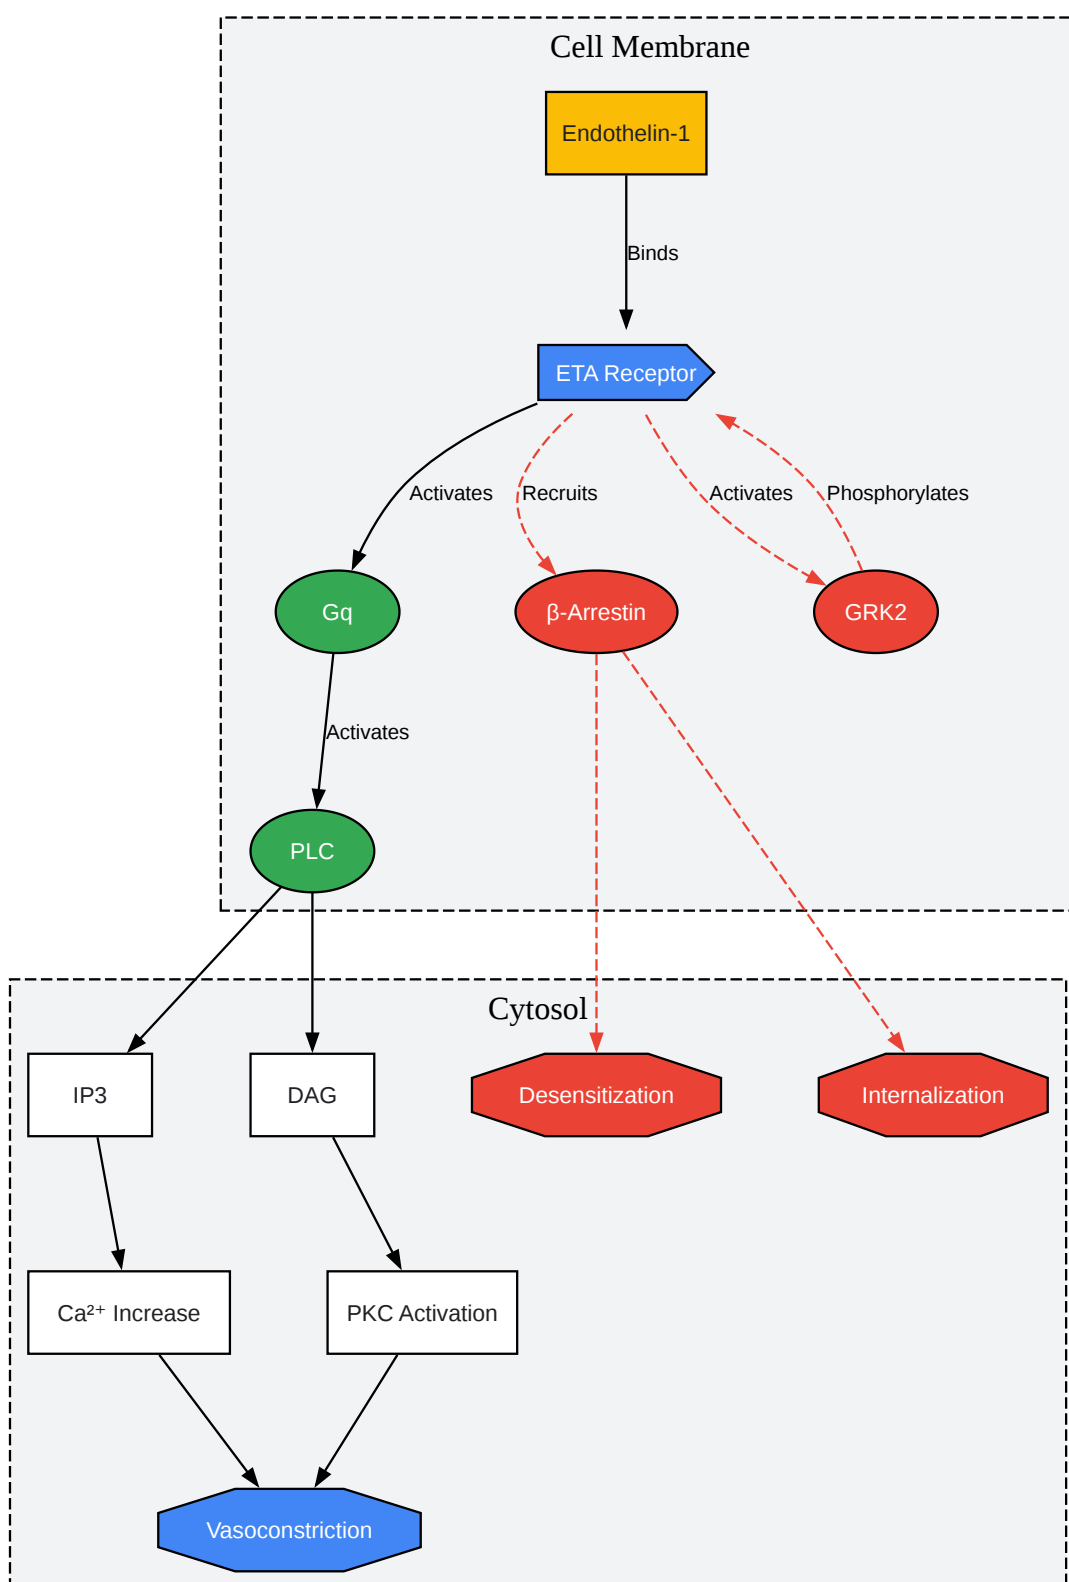 Cell Membrane
Endothelin-1
Binds
ETA Receptor
Activates
Recruits
Activates
Phosphorylates
Gq
β-Arrestin
GRK2
Activates
PLC
Cytosol
IP3
DAG
Desensitization
Internalization
Ca²⁺ Increase
PKC Activation
Vasoconstriction